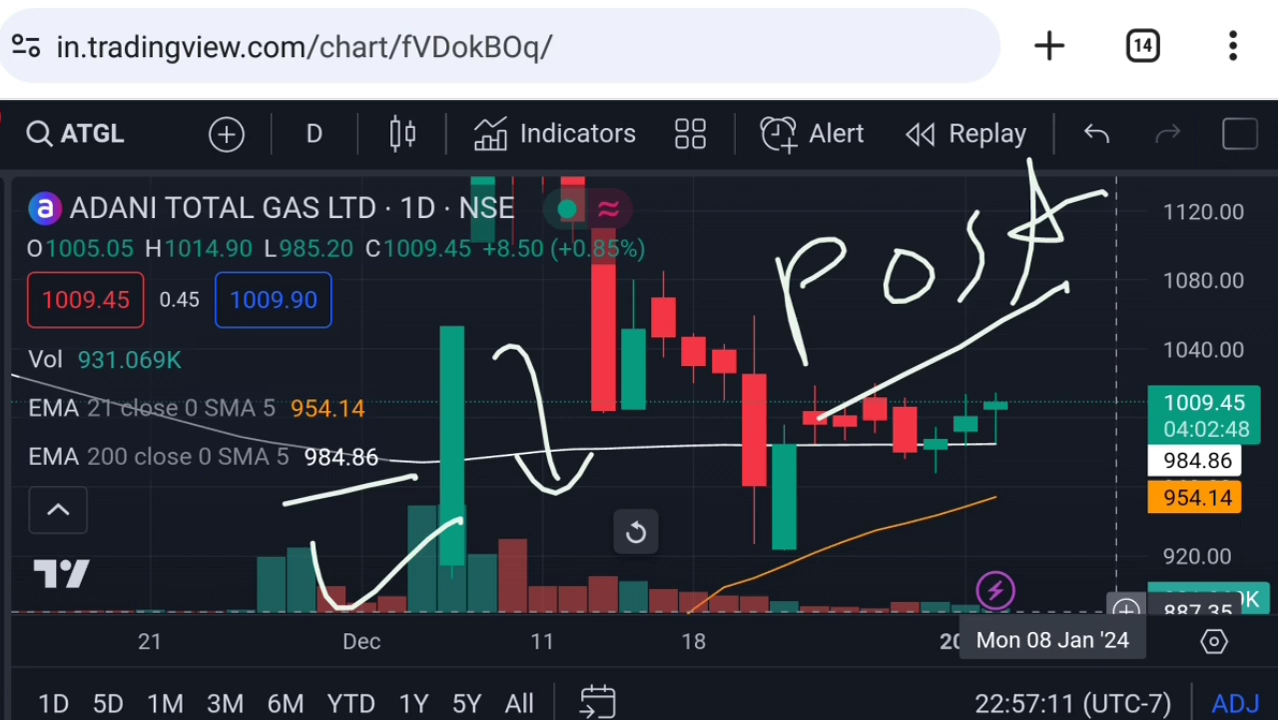 in.tradingview.com/chart/fVDokBOq/
14
ATGL
D
Indicators
Alert
Replay
ADANI TOTAL GAS LTD · 1D · NSE
O1005.05 H1014.90 L985.20 C1009.45 +8.50 (+0.85%)
1009.45 0.45 1009.90
Vol 931.069K
EMA 21 close 0 SMA 5 954.14
EMA 200 close 0 SMA 5 984.86
post
1120.00
1080.00
1040.00
1009.45
04:02:48
984.86
954.14
920.00
887.35
21 Dec 11 18
Mon 08 Jan '24
1D 5D 1M 3M 6M YTD 1Y 5Y All
22:57:11 (UTC-7) ADJ